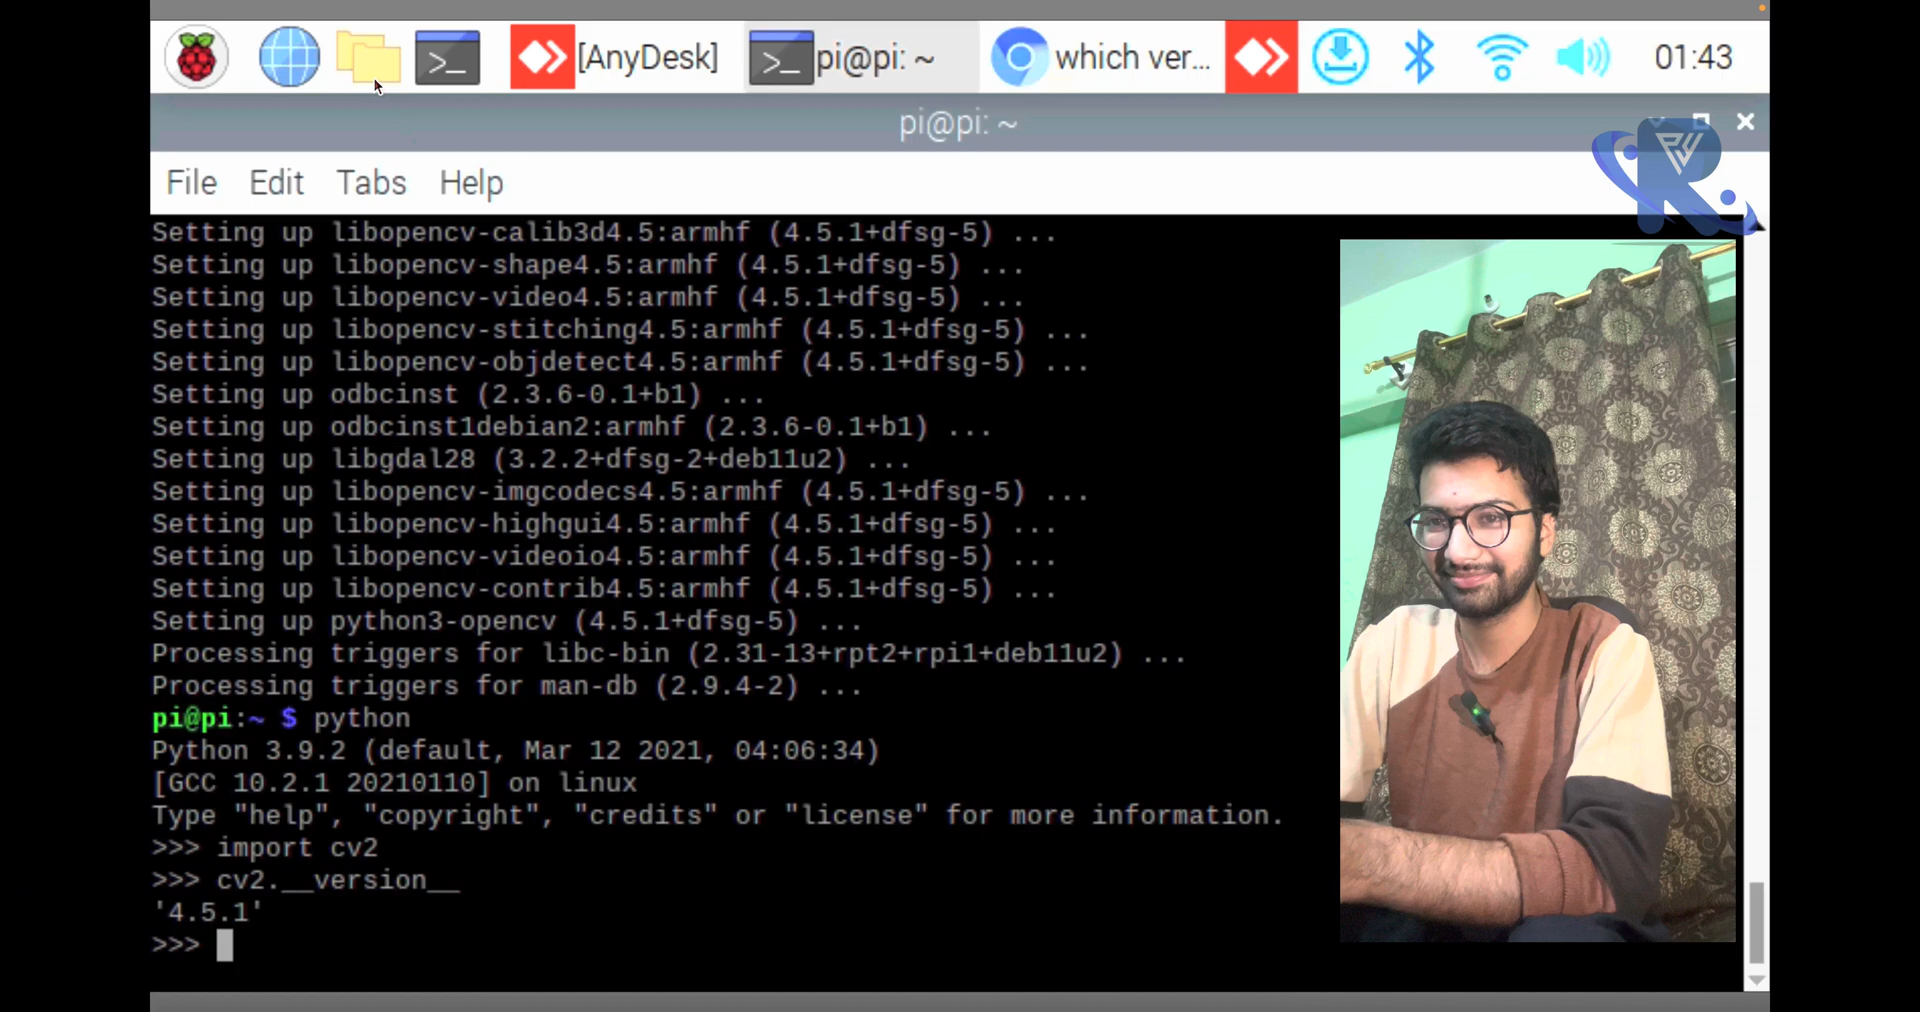 [AnyDesk] pi@pi: ~ which ver... 01:43
pi@pi: ~
File Edit Tabs Help
Setting up libopencv-calib3d4.5:armhf (4.5.1+dfsg-5) ...
Setting up libopencv-shape4.5:armhf (4.5.1+dfsg-5) ...
Setting up libopencv-video4.5:armhf (4.5.1+dfsg-5) ...
Setting up libopencv-stitching4.5:armhf (4.5.1+dfsg-5) ...
Setting up libopencv-objdetect4.5:armhf (4.5.1+dfsg-5) ...
Setting up odbcinst (2.3.6-0.1+b1) ...
Setting up odbcinst1debian2:armhf (2.3.6-0.1+b1) ...
Setting up libgdal28 (3.2.2+dfsg-2+deb11u2) ...
Setting up libopencv-imgcodecs4.5:armhf (4.5.1+dfsg-5) ...
Setting up libopencv-highgui4.5:armhf (4.5.1+dfsg-5) ...
Setting up libopencv-videoio4.5:armhf (4.5.1+dfsg-5) ...
Setting up libopencv-contrib4.5:armhf (4.5.1+dfsg-5) ...
Setting up python3-opencv (4.5.1+dfsg-5) ...
Processing triggers for libc-bin (2.31-13+rpt2+rpi1+deb11u2) ...
Processing triggers for man-db (2.9.4-2) ...
pi@pi:~ $ python
Python 3.9.2 (default, Mar 12 2021, 04:06:34)
[GCC 10.2.1 20210110] on linux
Type "help", "copyright", "credits" or "license" for more information.
>>> import cv2
>>> cv2.__version__
'4.5.1'
>>>